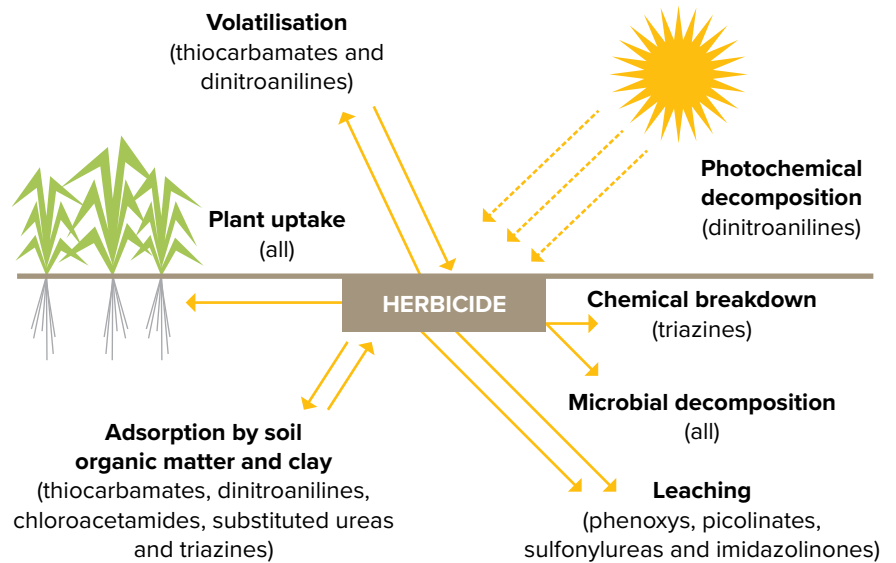 Volatilisation
(thiocarbamates and
dinitroanilines)
Photochemical
decomposition
(dinitroanilines)
Plant uptake
(all)
HERBICIDE
Chemical breakdown
(triazines)
Microbial decomposition
(all)
Adsorption by soil
organic matter and clay
(thiocarbamates, dinitroanilines,
chloroacetamides, substituted ureas
and triazines)
Leaching
(phenoxys, picolinates,
sulfonylureas and imidazolinones)